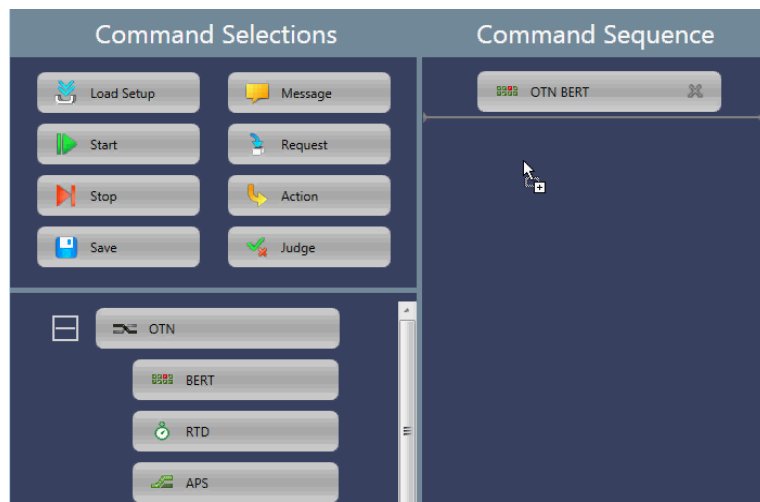 Command Selections
Command Sequence
Load Setup
Message
Start
Request
Stop
Action
Save
Judge
OTN
BERT
RTD
APS
OTN BERT